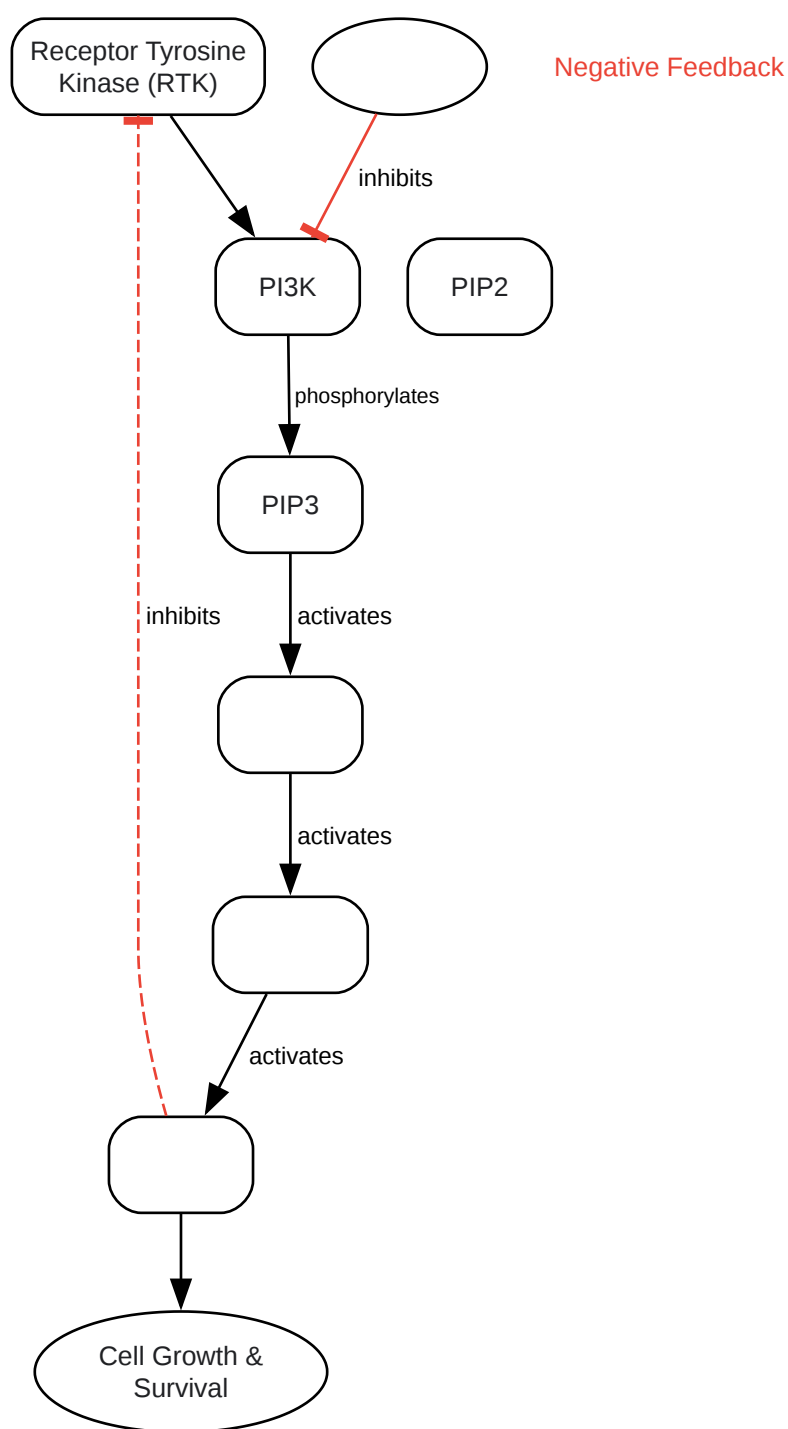 Receptor Tyrosine
Kinase (RTK)
Negative Feedback
inhibits
PI3K
PIP2
phosphorylates
PIP3
inhibits
activates
activates
activates
Cell Growth &
Survival